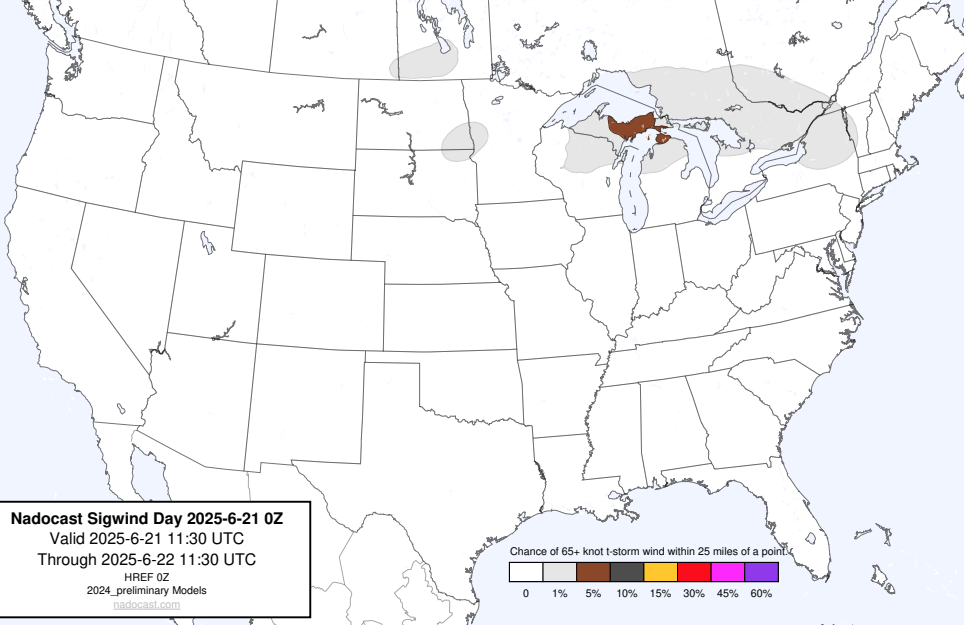 Nadocast Sigwind Day 2025-6-21 0Z
Valid 2025-6-21 11:30 UTC
Through 2025-6-22 11:30 UTC
HREF 0Z
2024_preliminary Models
nadocast.com
Chance of 65+ knot t-storm wind within 25 miles of a point.
0 1% 5% 10% 15% 30% 45% 60%